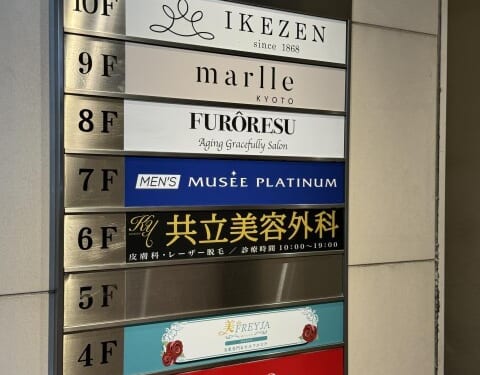 10F IKEZEN
since 1868
9F marlle
KYOTO
8F FURÔRESU
Aging Gracefully Salon
7F MEN'S MUSÉE PLATINUM
6F Ky 共立美容外科
皮膚科・レーザー脱毛／診療時間 10:00〜19:00
5F
4F 美 FREYJA